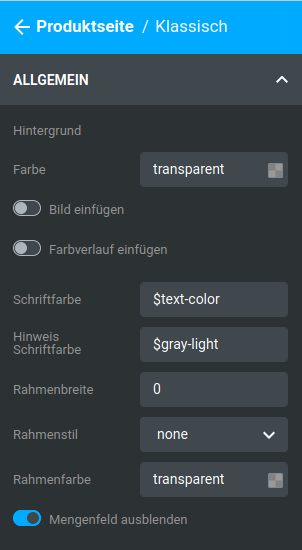 Produktseite / Klassisch
ALLGEMEIN
Hintergrund
Farbe transparent
Bild einfügen
Farbverlauf einfügen
Schriftfarbe $text-color
Hinweis
Schriftfarbe $gray-light
Rahmenbreite 0
Rahmenstil none
Rahmenfarbe transparent
Mengenfeld ausblenden